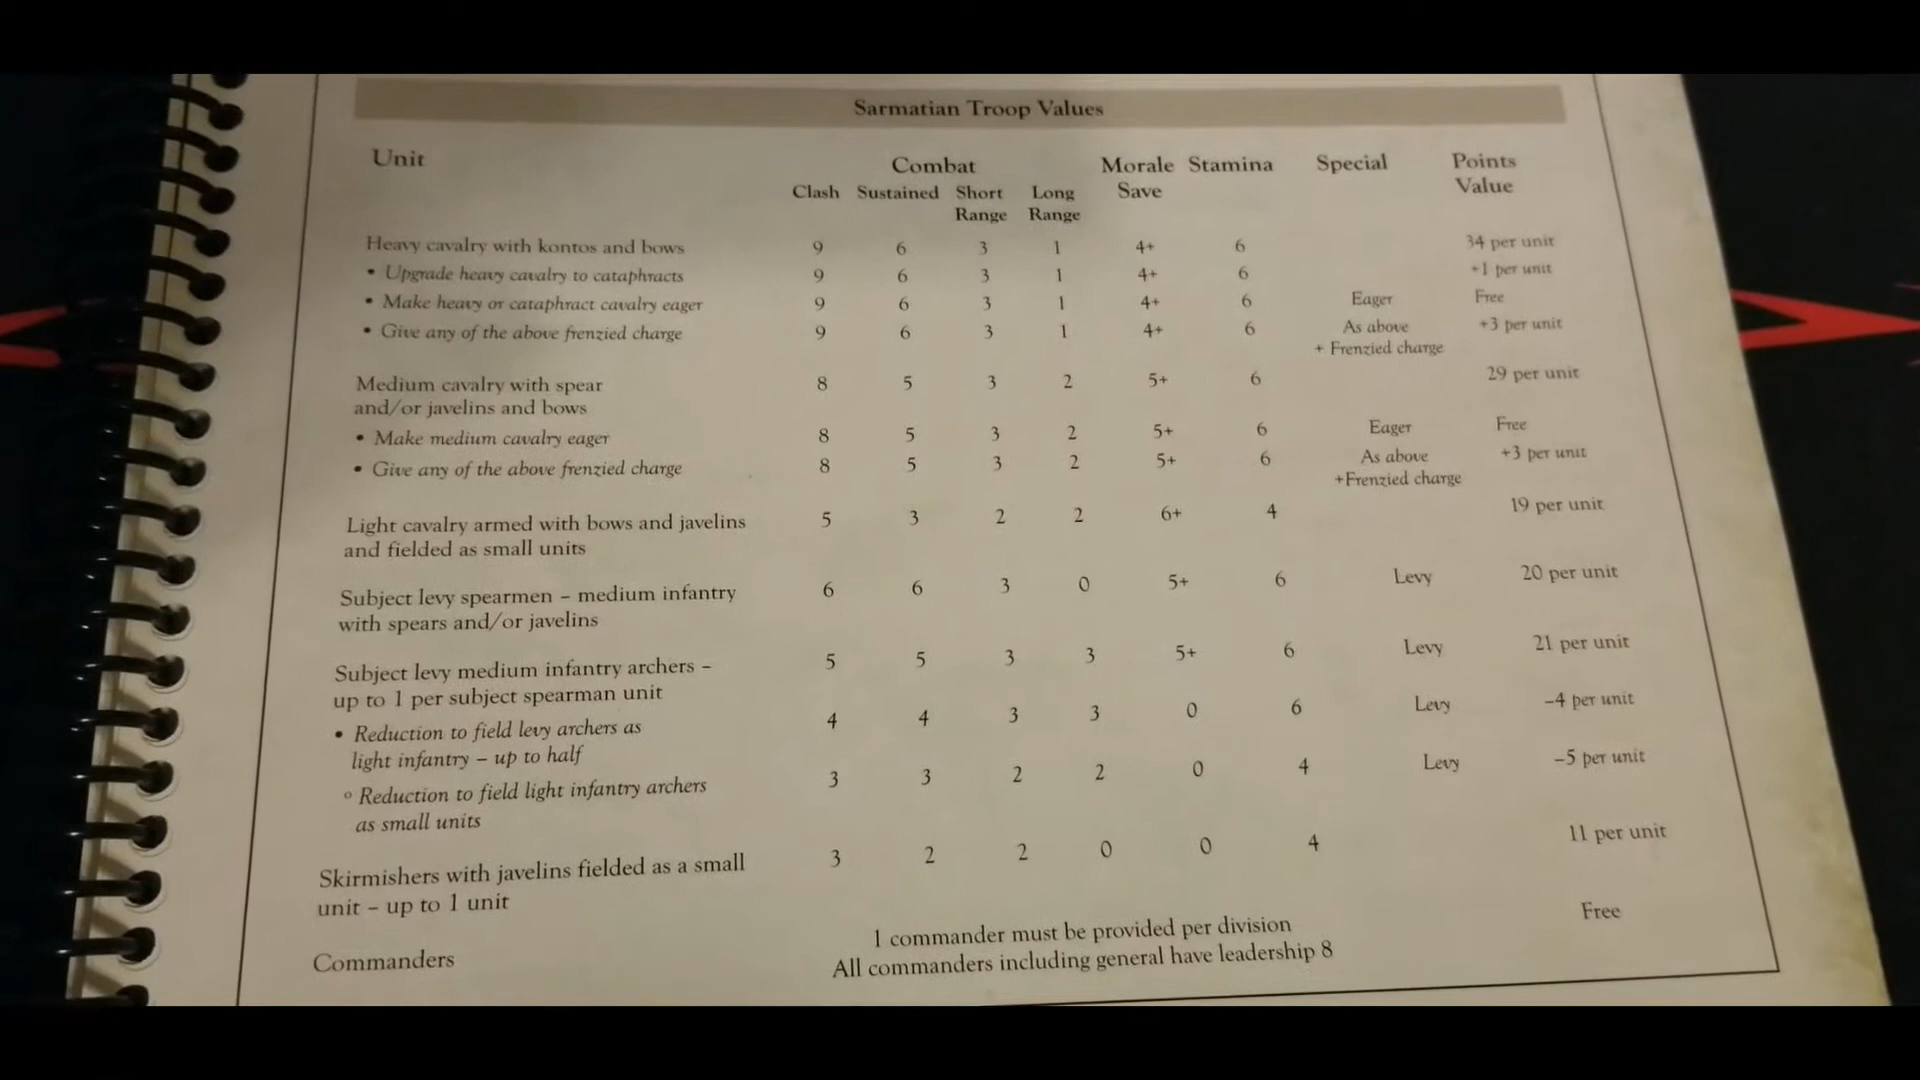 Sarmatian Troop Values
Unit Combat Morale Stamina Special Points
Clash Sustained Short Long Save Value
Range Range
Heavy cavalry with kontos and bows 9 6 3 1 4+ 6 34 per unit
• Upgrade heavy cavalry to cataphracts 9 6 3 1 4+ 6 +1 per unit
• Make heavy or cataphract cavalry eager 9 6 3 1 4+ 6 Eager Free
• Give any of the above frenzied charge 9 6 3 1 4+ 6 As above +3 per unit
+ Frenzied charge
Medium cavalry with spear 8 5 3 2 5+ 6 29 per unit
and/or javelins and bows
• Make medium cavalry eager 8 5 3 2 5+ 6 Eager Free
• Give any of the above frenzied charge 8 5 3 2 5+ 6 As above +3 per unit
+Frenzied charge
Light cavalry armed with bows and javelins 5 3 2 2 6+ 4 19 per unit
and fielded as small units
Subject levy spearmen – medium infantry 6 6 3 0 5+ 6 Levy 20 per unit
with spears and/or javelins
Subject levy medium infantry archers – 5 5 3 3 5+ 6 Levy 21 per unit
up to 1 per subject spearman unit
• Reduction to field levy archers as 4 4 3 3 0 6 Levy –4 per unit
light infantry – up to half
° Reduction to field light infantry archers 3 3 2 2 0 4 Levy –5 per unit
as small units
Skirmishers with javelins fielded as a small 3 2 2 0 0 4 11 per unit
unit – up to 1 unit
Commanders 1 commander must be provided per division Free
All commanders including general have leadership 8